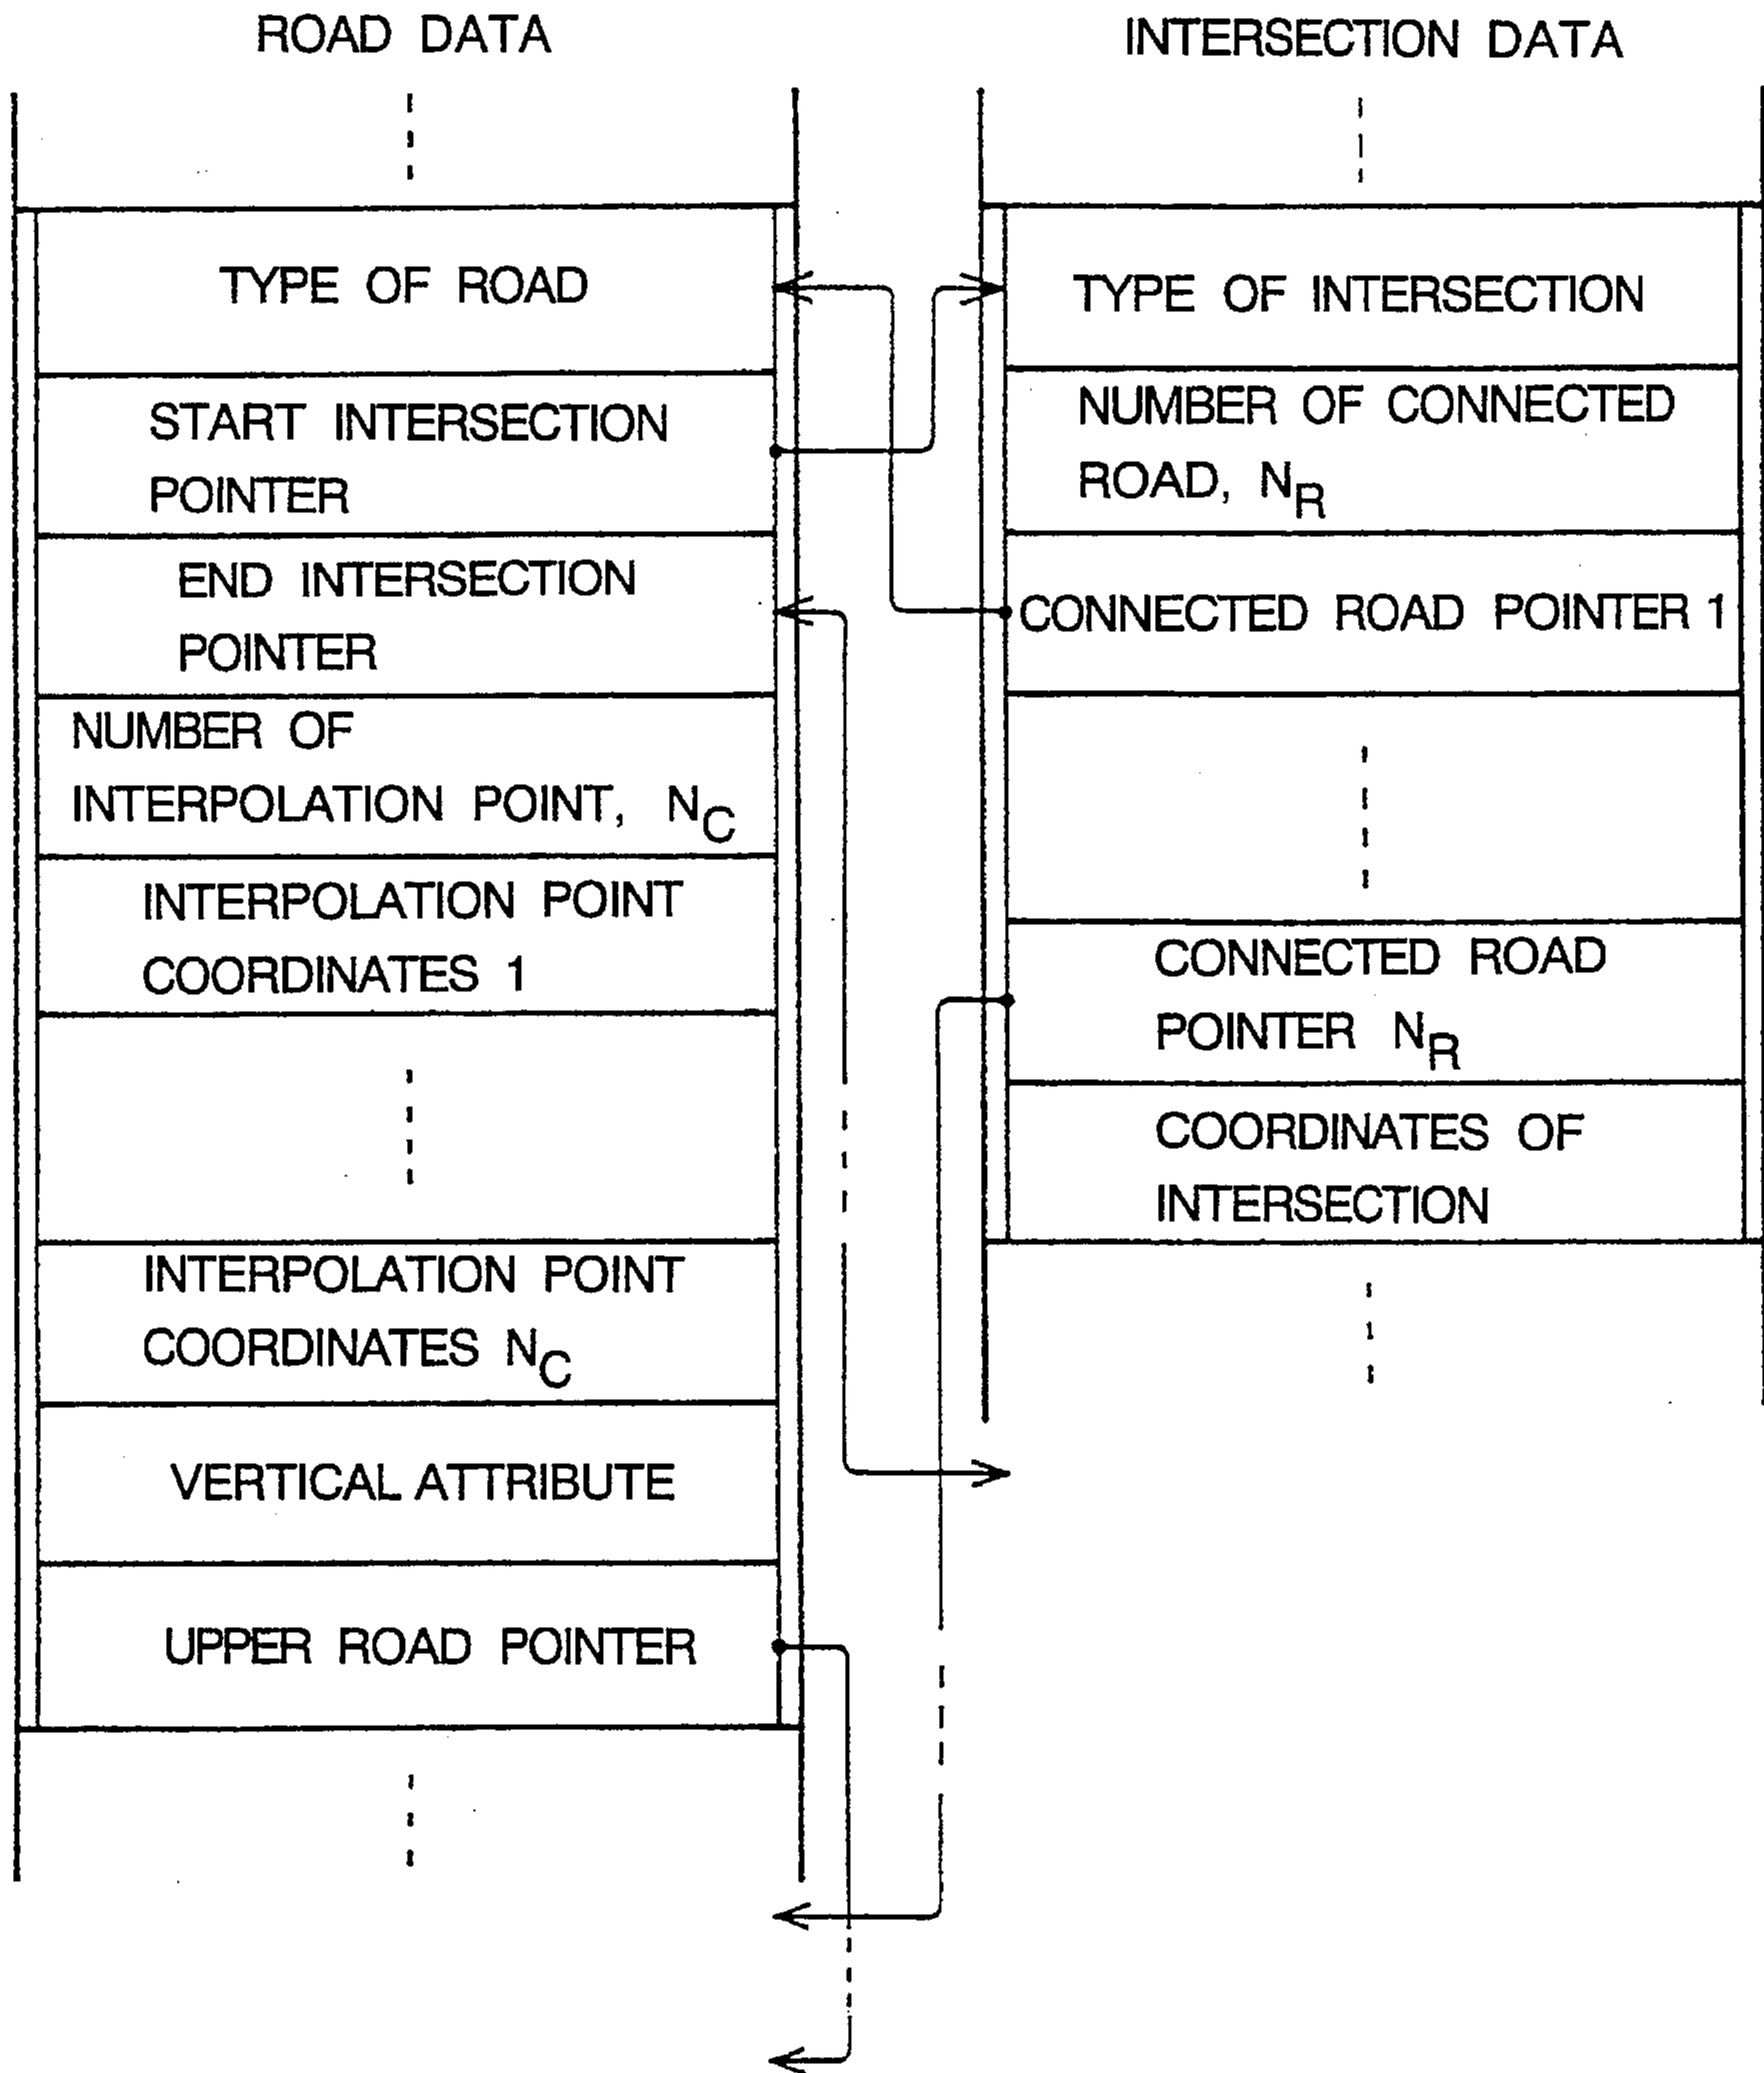 ROAD DATA
TYPE OF ROAD
START INTERSECTION
POINTER
END INTERSECTION
POINTER
NUMBER OF
INTERPOLATION POINT, NC
INTERPOLATION POINT
COORDINATES 1
INTERPOLATION POINT
COORDINATES NC
VERTICAL ATTRIBUTE
UPPER ROAD POINTER
INTERSECTION DATA
TYPE OF INTERSECTION
NUMBER OF CONNECTED
ROAD, NR
CONNECTED ROAD POINTER 1
CONNECTED ROAD
POINTER NR
COORDINATES OF
INTERSECTION